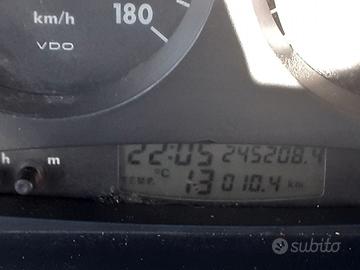 km/h 180
VDO
h m 22:05 245208.4
TEMP. °C 13 010.4 km
subito